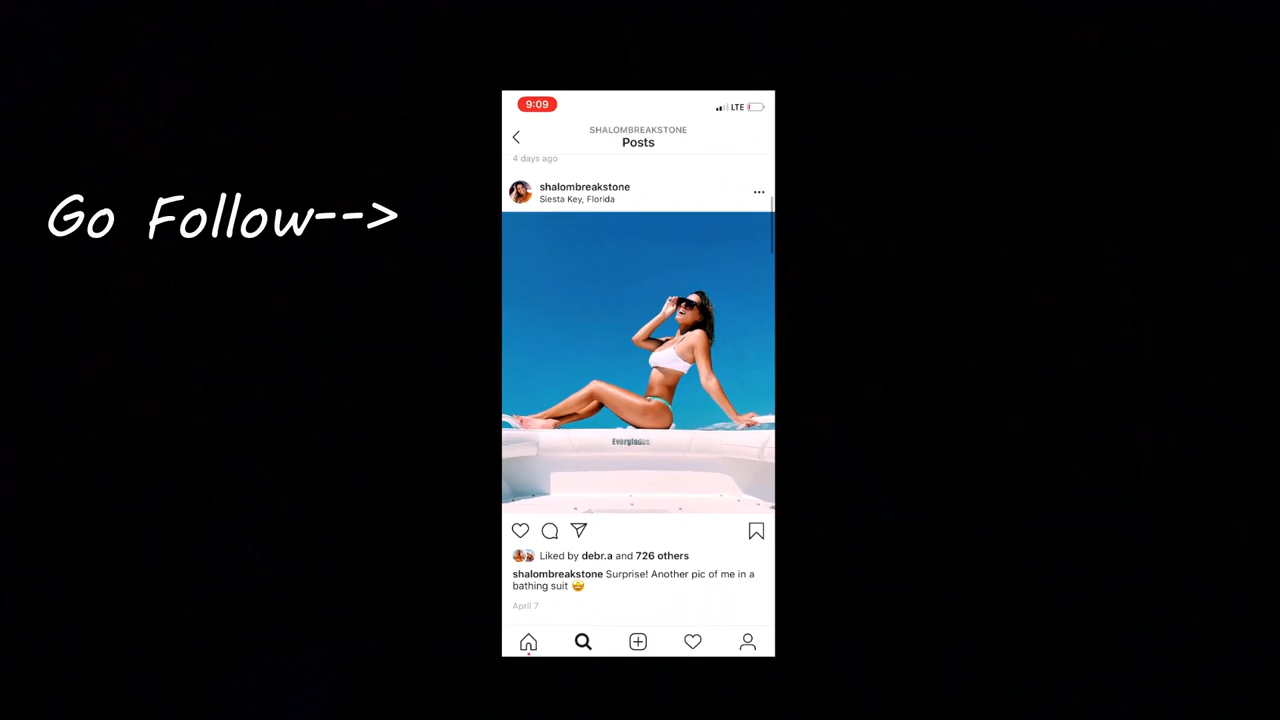 9:09
LTE
SHALOMBREAKSTONE
Posts
4 days ago
shalombreakstone
Siesta Key, Florida
Go Follow-->
Everglades
Liked by debr.a and 726 others
shalombreakstone Surprise! Another pic of me in a
bathing suit 🤩
April 7